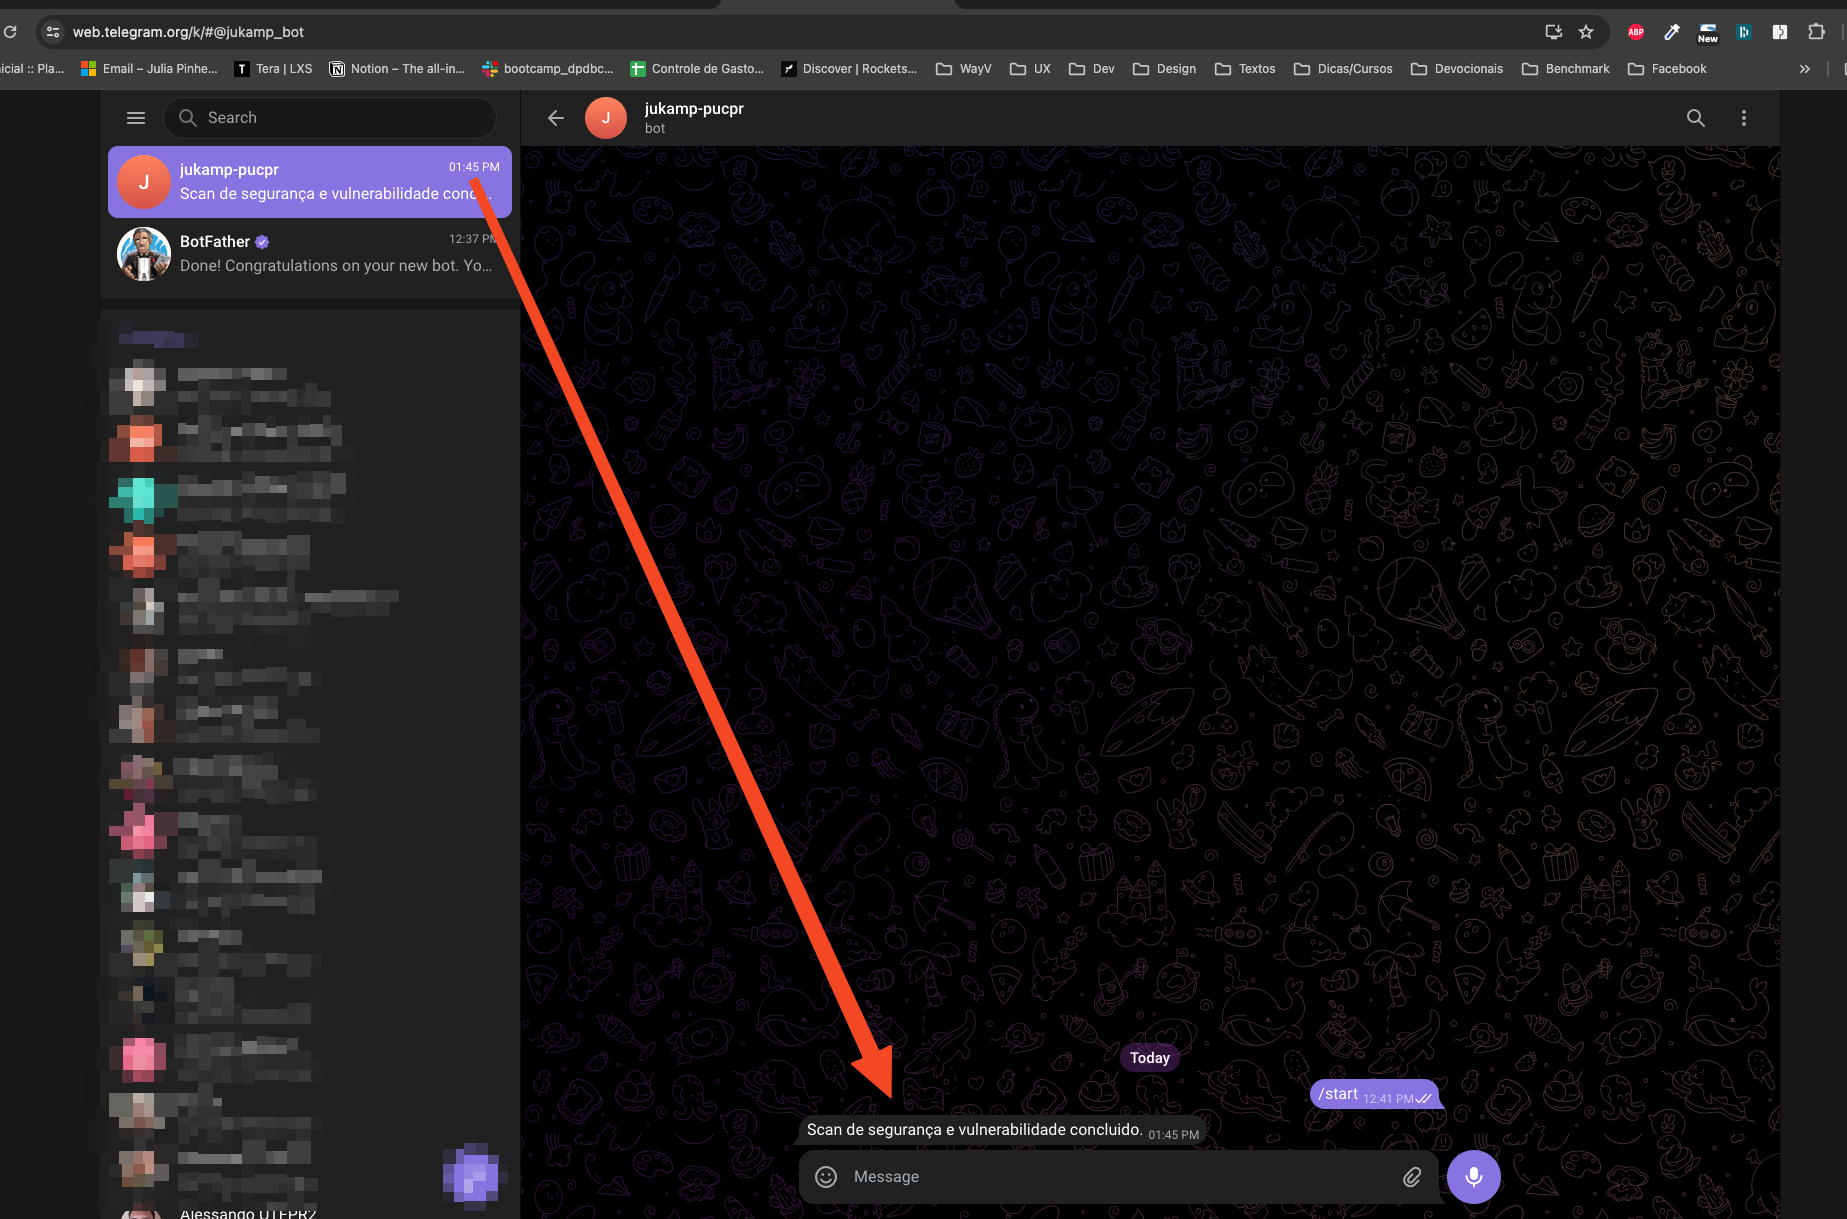 web.telegram.org/k/#@jukamp_bot
ABP
New
icial :: Pla...
Email – Julia Pinhe...
Tera | LXS
Notion – The all-in...
bootcamp_dpdbc...
Controle de Gasto...
Discover | Rockets...
WayV
UX
Dev
Design
Textos
Dicas/Cursos
Devocionais
Benchmark
Facebook
Search
J
jukamp-pucpr
bot
J
jukamp-pucpr
01:45 PM
Scan de segurança e vulnerabilidade conc...
BotFather
12:37 PM
Done! Congratulations on your new bot. Yo...
Alessando UTFPR2
Today
/start 12:41 PM
Scan de segurança e vulnerabilidade concluido. 01:45 PM
Message